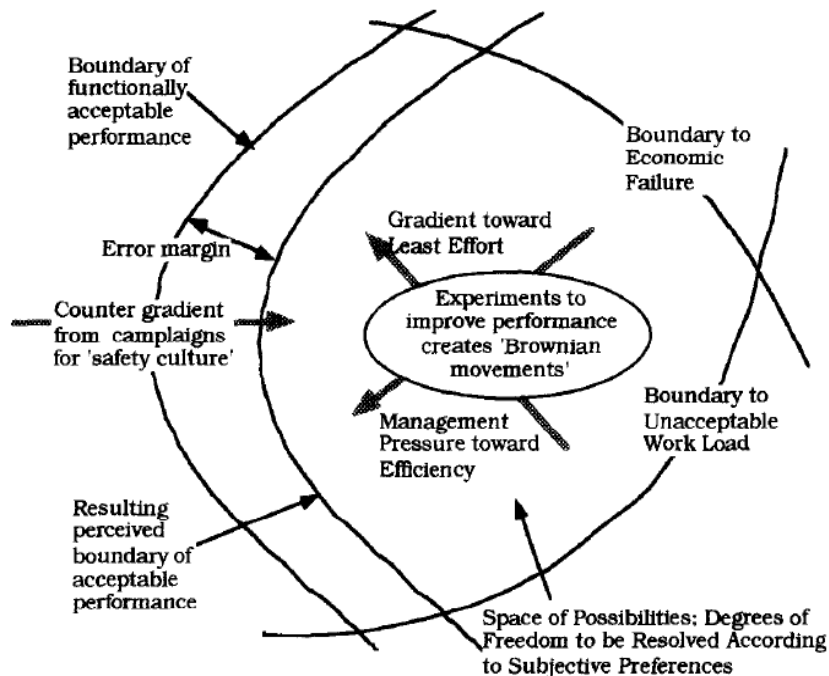 Boundary of
functionally
acceptable
performance
Boundary to
Economic
Failure
Error margin
Gradient toward
Least Effort
Counter gradient
from camplaigns
for 'safety culture'
Experiments to
improve performance
creates 'Brownian
movements'
Management
Pressure toward
Efficiency
Boundary to
Unacceptable
Work Load
Resulting
perceived
boundary of
acceptable
performance
Space of Possibilities; Degrees of
Freedom to be Resolved According
to Subjective Preferences